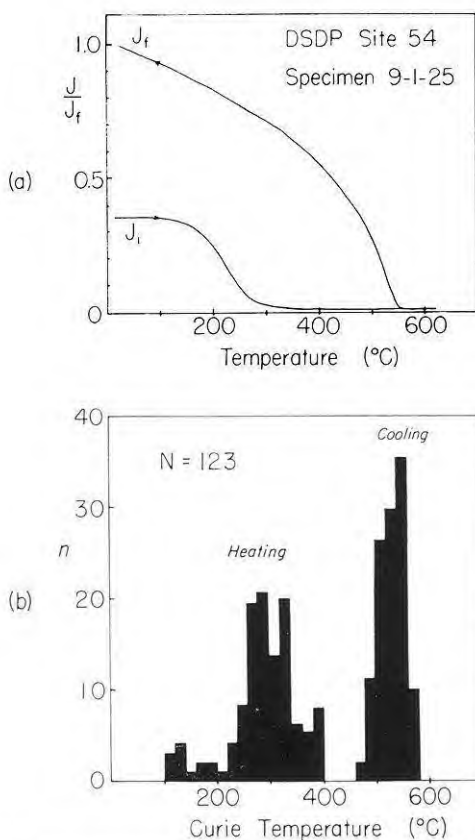 (a)
DSDP Site 54
Specimen 9-1-25
J/J_f
1.0
0.5
0
J_f
J_i
200 400 600
Temperature (°C)
(b)
N = 123
Heating
Cooling
n
40
30
20
10
0
200 400 600
Curie Temperature (°C)